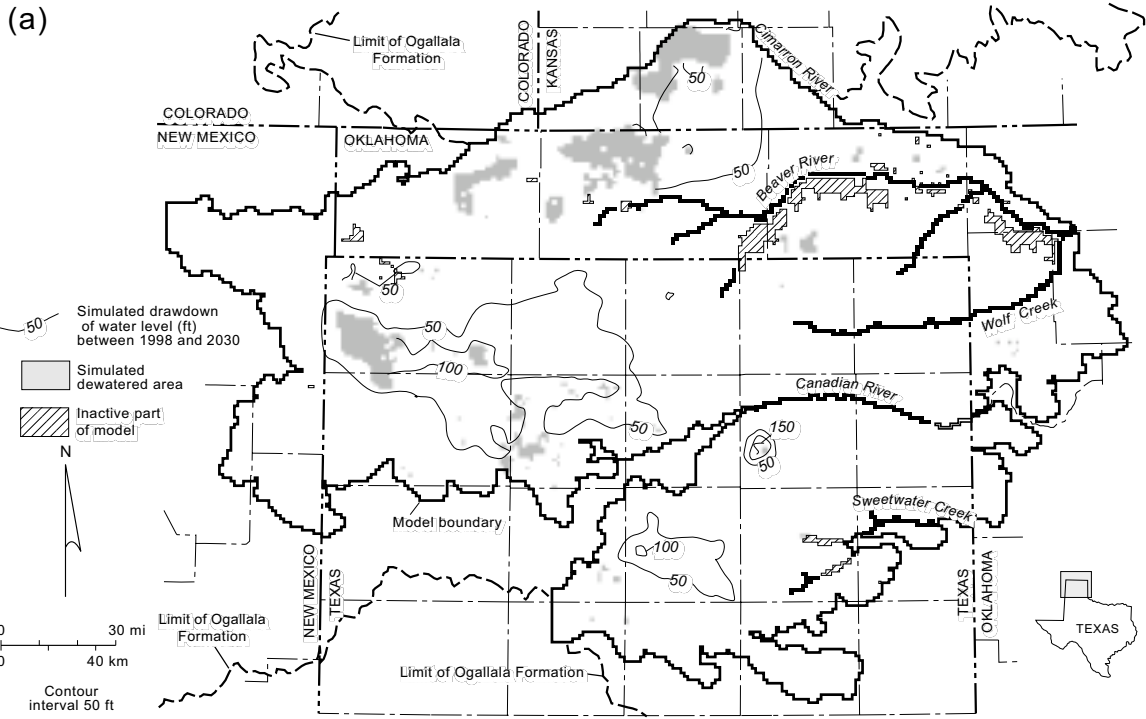 (a)
Limit of Ogallala
Formation
COLORADO
KANSAS
Cimarron River
50
COLORADO
NEW MEXICO
OKLAHOMA
50
Beaver River
50
50
Simulated drawdown
of water level (ft)
between 1998 and 2030
50
Wolf Creek
100
Simulated
dewatered area
Canadian River
Inactive part
of model
50
150
50
N
Sweetwater Creek
Model boundary
100
50
NEW MEXICO
TEXAS
TEXAS
OKLAHOMA
Limit of Ogallala
Formation
TEXAS
0 30 mi
0 40 km
Limit of Ogallala Formation
Contour
interval 50 ft